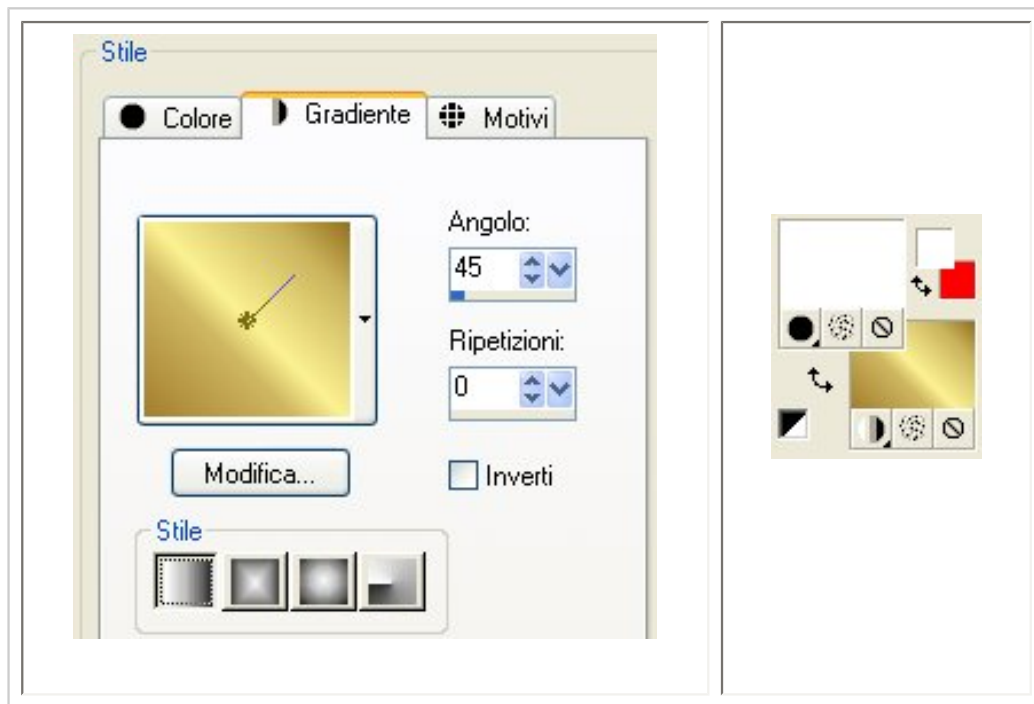 Stile
Colore Gradiente Motivi
Angolo:
45
Ripetizioni:
0
Modifica... Inverti
Stile